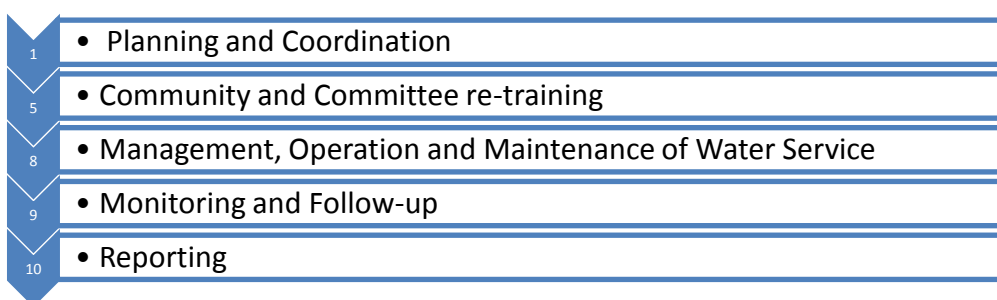 1 • Planning and Coordination
5 • Community and Committee re-training
8 • Management, Operation and Maintenance of Water Service
9 • Monitoring and Follow-up
10 • Reporting